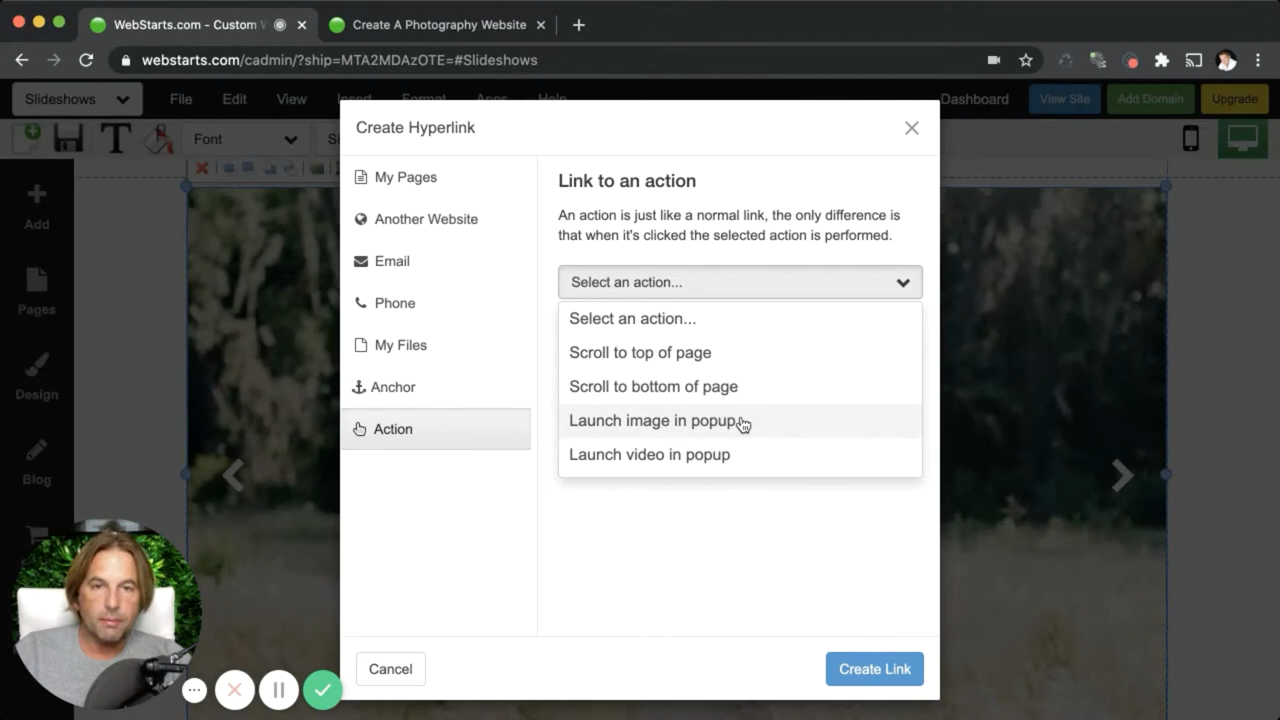 WebStarts.com - Custom W
Create A Photography Website
webstarts.com/cadmin/?ship=MTA2MDAzOTE=#Slideshows
Slideshows
File
Edit
View
Insert
Format
Apps
Help
Dashboard
View Site
Add Domain
Upgrade
Font
Add
Pages
Design
Blog
Create Hyperlink
My Pages
Another Website
Email
Phone
My Files
Anchor
Action
Link to an action
An action is just like a normal link, the only difference is
that when it's clicked the selected action is performed.
Select an action...
Select an action...
Scroll to top of page
Scroll to bottom of page
Launch image in popup
Launch video in popup
Cancel
Create Link